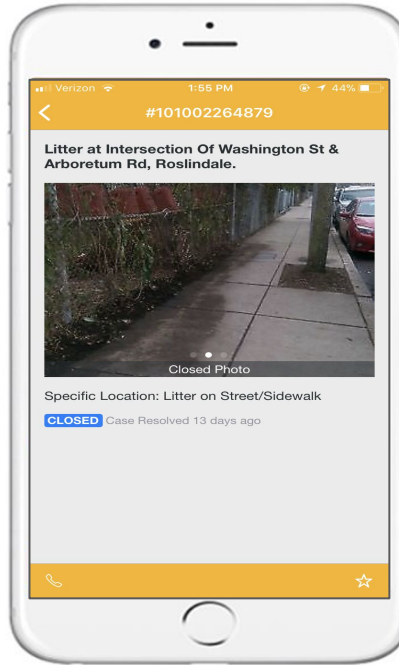 Verizon 1:55 PM 44%
#101002264879
Litter at Intersection Of Washington St &
Arboretum Rd, Roslindale.
Closed Photo
Specific Location: Litter on Street/Sidewalk
CLOSED Case Resolved 13 days ago